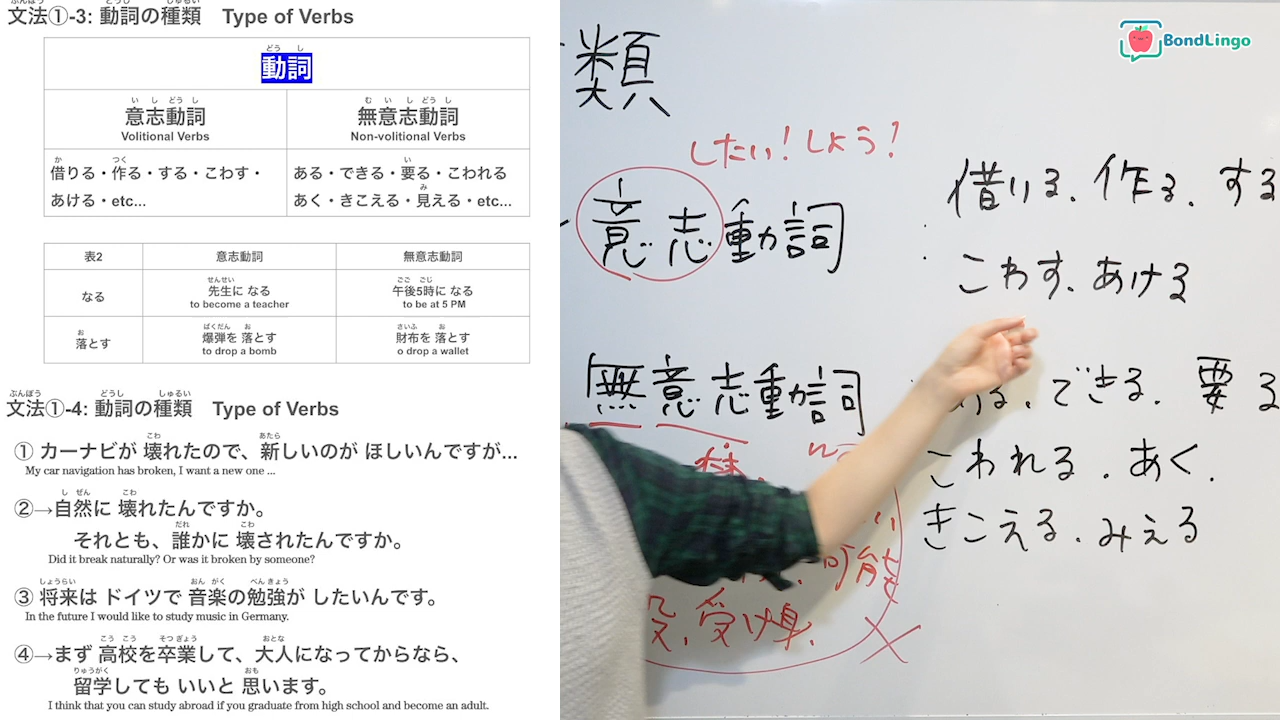 文法①-3: 動詞の種類 Type of Verbs
動詞
意志動詞 無意志動詞
Volitional Verbs Non-volitional Verbs
借りる・作る・する・こわす・ ある・できる・要る・こわれる
あける・etc... あく・きこえる・見える・etc...
表2 意志動詞 無意志動詞
なる 先生に なる 午後5時に なる
to become a teacher to be at 5 PM
落とす 爆弾を 落とす 財布を 落とす
to drop a bomb o drop a wallet
文法①-4: 動詞の種類 Type of Verbs
① カーナビが 壊れたので、新しいのが ほしいんですが...
My car navigation has broken, I want a new one ...
②→自然に 壊れたんですか。
それとも、誰かに 壊されたんですか。
Did it break naturally? Or was it broken by someone?
③ 将来は ドイツで 音楽の勉強が したいんです。
In the future I would like to study music in Germany.
④→まず 高校を卒業して、大人になってからなら、
留学しても いいと 思います。
I think that you can study abroad if you graduate from high school and become an adult.
BondLingo
類
したい! しよう?
意志動詞
借りる、作る、する
こわす、あける
無意志動詞
できる、要る
こわれる、あく、
きこえる、みえる
可能
受け身、